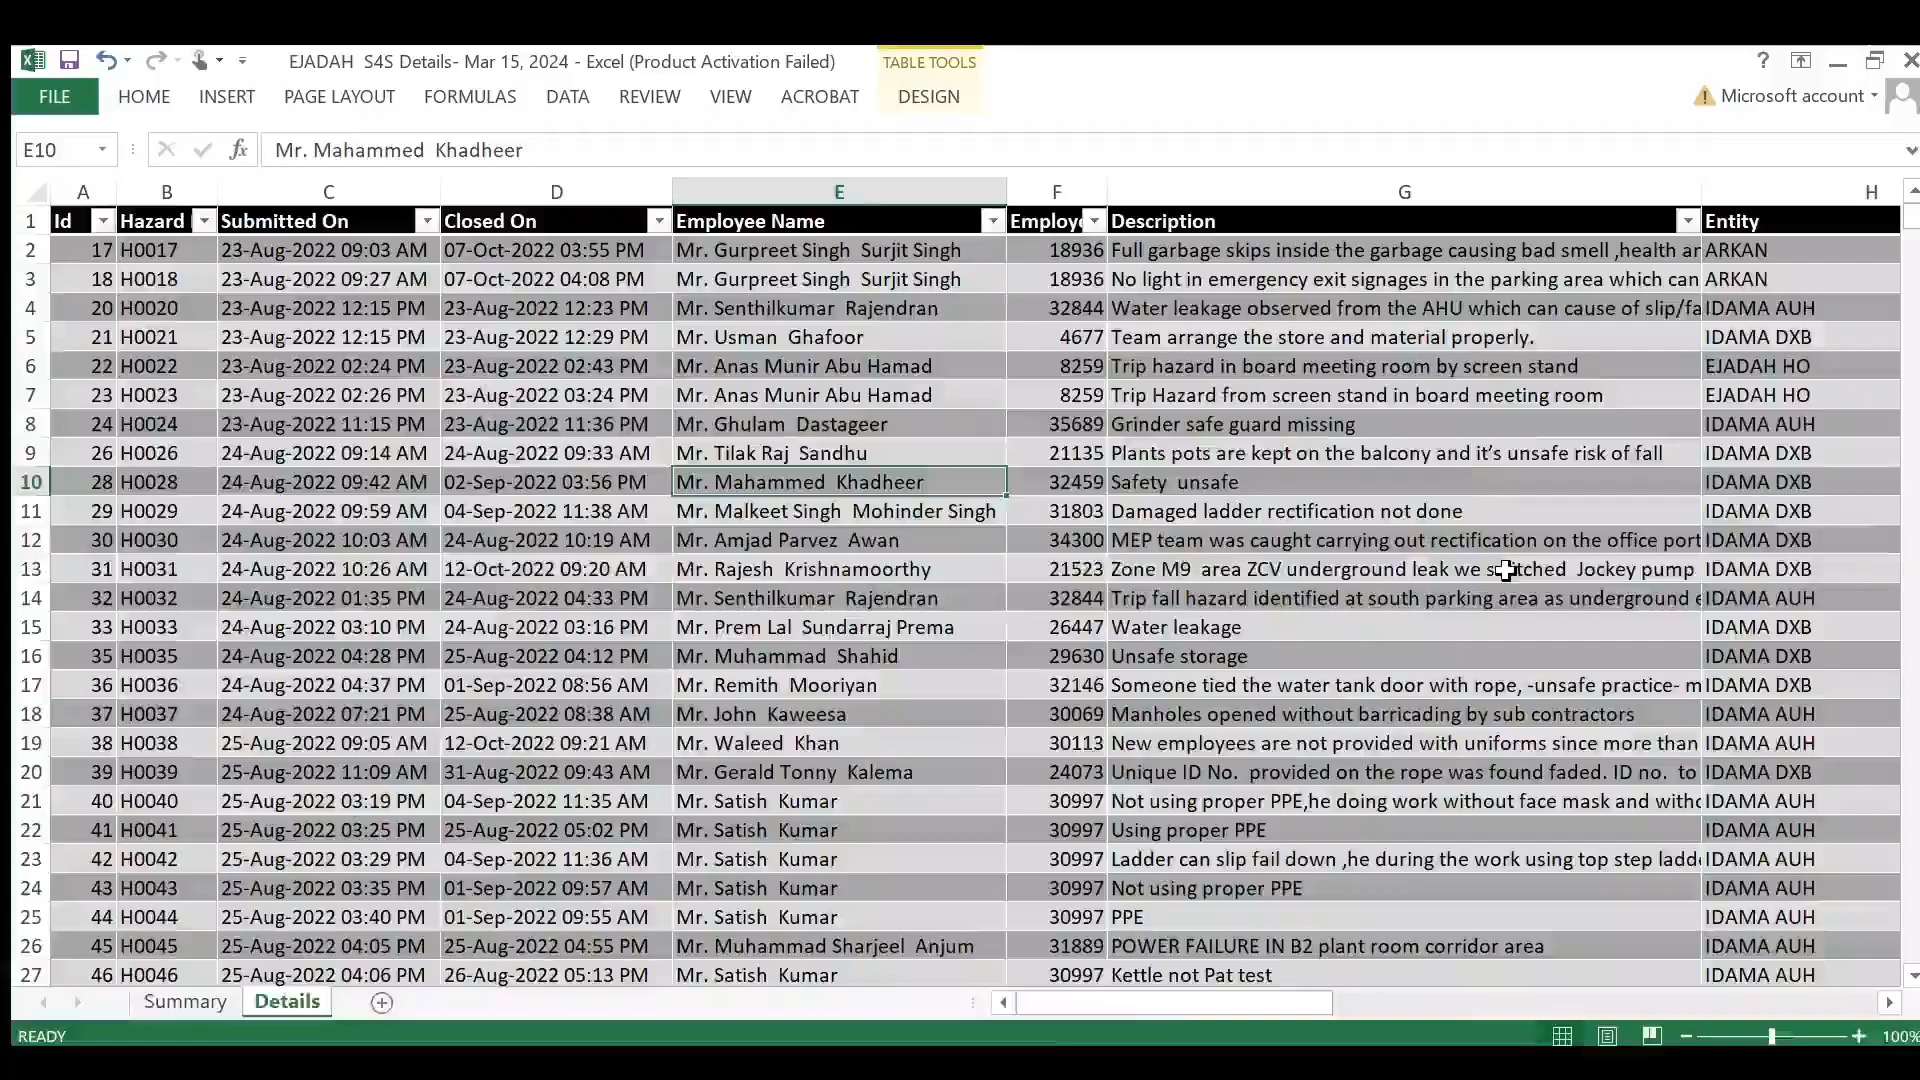 EJADAH S4S Details- Mar 15, 2024 - Excel (Product Activation Failed) TABLE TOOLS ?
FILE HOME INSERT PAGE LAYOUT FORMULAS DATA REVIEW VIEW ACROBAT DESIGN Microsoft account
E10 fx Mr. Mahammed Khadheer
A B C D E F G H
1 Id Hazard Submitted On Closed On Employee Name Employe Description Entity
2 17 H0017 23-Aug-2022 09:03 AM 07-Oct-2022 03:55 PM Mr. Gurpreet Singh Surjit Singh 18936 Full garbage skips inside the garbage causing bad smell ,health ar ARKAN
3 18 H0018 23-Aug-2022 09:27 AM 07-Oct-2022 04:08 PM Mr. Gurpreet Singh Surjit Singh 18936 No light in emergency exit signages in the parking area which can ARKAN
4 20 H0020 23-Aug-2022 12:15 PM 23-Aug-2022 12:23 PM Mr. Senthilkumar Rajendran 32844 Water leakage observed from the AHU which can cause of slip/fa IDAMA AUH
5 21 H0021 23-Aug-2022 12:15 PM 23-Aug-2022 12:29 PM Mr. Usman Ghafoor 4677 Team arrange the store and material properly. IDAMA DXB
6 22 H0022 23-Aug-2022 02:24 PM 23-Aug-2022 02:43 PM Mr. Anas Munir Abu Hamad 8259 Trip hazard in board meeting room by screen stand EJADAH HO
7 23 H0023 23-Aug-2022 02:26 PM 23-Aug-2022 03:24 PM Mr. Anas Munir Abu Hamad 8259 Trip Hazard from screen stand in board meeting room EJADAH HO
8 24 H0024 23-Aug-2022 11:15 PM 23-Aug-2022 11:36 PM Mr. Ghulam Dastageer 35689 Grinder safe guard missing IDAMA AUH
9 26 H0026 24-Aug-2022 09:14 AM 24-Aug-2022 09:33 AM Mr. Tilak Raj Sandhu 21135 Plants pots are kept on the balcony and it’s unsafe risk of fall IDAMA DXB
10 28 H0028 24-Aug-2022 09:42 AM 02-Sep-2022 03:56 PM Mr. Mahammed Khadheer 32459 Safety unsafe IDAMA DXB
11 29 H0029 24-Aug-2022 09:59 AM 04-Sep-2022 11:38 AM Mr. Malkeet Singh Mohinder Singh 31803 Damaged ladder rectification not done IDAMA DXB
12 30 H0030 24-Aug-2022 10:03 AM 24-Aug-2022 10:19 AM Mr. Amjad Parvez Awan 34300 MEP team was caught carrying out rectification on the office port IDAMA DXB
13 31 H0031 24-Aug-2022 10:26 AM 12-Oct-2022 09:20 AM Mr. Rajesh Krishnamoorthy 21523 Zone M9 area ZCV underground leak we Jockey pump IDAMA DXB
14 32 H0032 24-Aug-2022 01:35 PM 24-Aug-2022 04:33 PM Mr. Senthilkumar Rajendran 32844 Trip fall hazard identified at south parking area as underground e IDAMA AUH
15 33 H0033 24-Aug-2022 03:10 PM 24-Aug-2022 03:16 PM Mr. Prem Lal Sundarraj Prema 26447 Water leakage IDAMA DXB
16 35 H0035 24-Aug-2022 04:28 PM 25-Aug-2022 04:12 PM Mr. Muhammad Shahid 29630 Unsafe storage IDAMA DXB
17 36 H0036 24-Aug-2022 04:37 PM 01-Sep-2022 08:56 AM Mr. Remith Mooriyan 32146 Someone tied the water tank door with rope, -unsafe practice- m IDAMA DXB
18 37 H0037 24-Aug-2022 07:21 PM 25-Aug-2022 08:38 AM Mr. John Kaweesa 30069 Manholes opened without barricading by sub contractors IDAMA AUH
19 38 H0038 25-Aug-2022 09:05 AM 12-Oct-2022 09:21 AM Mr. Waleed Khan 30113 New employees are not provided with uniforms since more than IDAMA AUH
20 39 H0039 25-Aug-2022 11:09 AM 31-Aug-2022 09:43 AM Mr. Gerald Tonny Kalema 24073 Unique ID No. provided on the rope was found faded. ID no. to IDAMA DXB
21 40 H0040 25-Aug-2022 03:19 PM 04-Sep-2022 11:35 AM Mr. Satish Kumar 30997 Not using proper PPE,he doing work without face mask and withc IDAMA AUH
22 41 H0041 25-Aug-2022 03:25 PM 25-Aug-2022 05:02 PM Mr. Satish Kumar 30997 Using proper PPE IDAMA AUH
23 42 H0042 25-Aug-2022 03:29 PM 04-Sep-2022 11:36 AM Mr. Satish Kumar 30997 Ladder can slip fail down ,he during the work using top step ladd IDAMA AUH
24 43 H0043 25-Aug-2022 03:35 PM 01-Sep-2022 09:57 AM Mr. Satish Kumar 30997 Not using proper PPE IDAMA AUH
25 44 H0044 25-Aug-2022 03:40 PM 01-Sep-2022 09:55 AM Mr. Satish Kumar 30997 PPE IDAMA AUH
26 45 H0045 25-Aug-2022 04:05 PM 25-Aug-2022 04:55 PM Mr. Muhammad Sharjeel Anjum 31889 POWER FAILURE IN B2 plant room corridor area IDAMA AUH
27 46 H0046 25-Aug-2022 04:06 PM 26-Aug-2022 05:13 PM Mr. Satish Kumar 30997 Kettle not Pat test IDAMA AUH
Summary Details
READY 100%